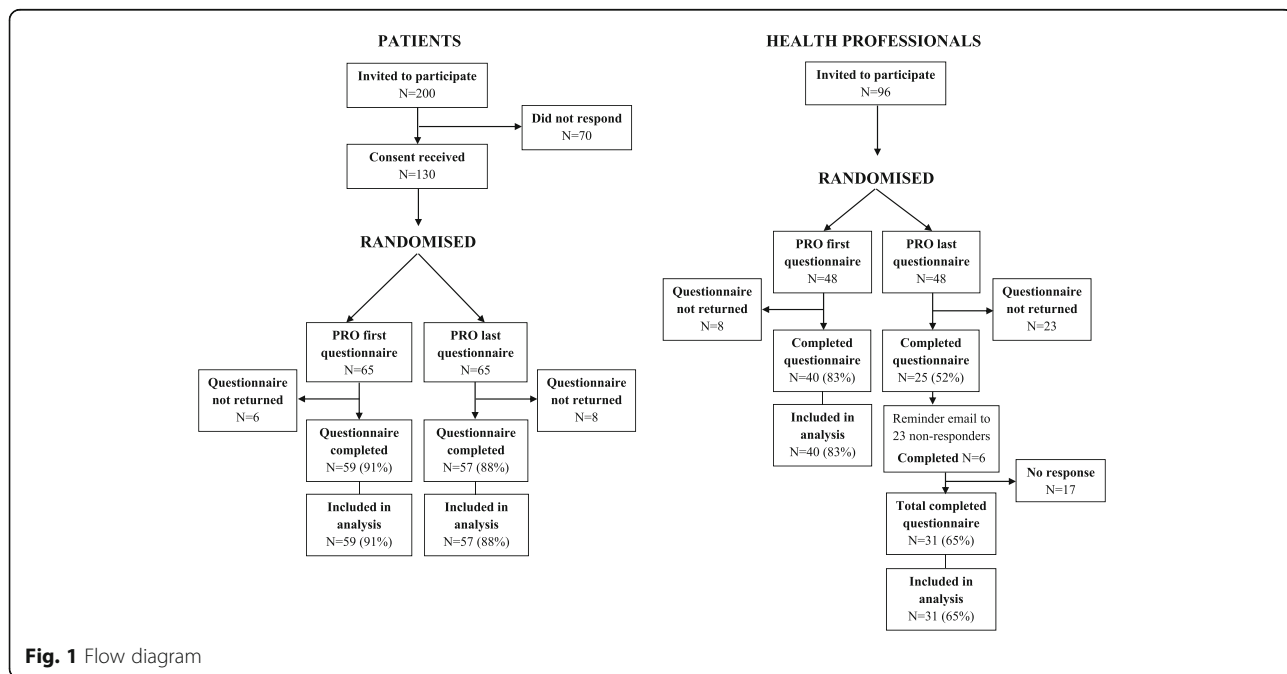 PATIENTS
Invited to participate
N=200
Did not respond
N=70
Consent received
N=130
RANDOMISED
PRO first
questionnaire
N=65
PRO last
questionnaire
N=65
Questionnaire
not returned
N=6
Questionnaire
not returned
N=8
Questionnaire
completed
N=59 (91%)
Questionnaire
completed
N=57 (88%)
Included in
analysis
N=59 (91%)
Included in
analysis
N=57 (88%)
HEALTH PROFESSIONALS
Invited to participate
N=96
RANDOMISED
PRO first
questionnaire
N=48
PRO last
questionnaire
N=48
Questionnaire
not returned
N=8
Questionnaire
not returned
N=23
Completed
questionnaire
N=40 (83%)
Completed
questionnaire
N=25 (52%)
Included in
analysis
N=40 (83%)
Reminder email to
23 non-responders
Completed N=6
No response
N=17
Total completed
questionnaire
N=31 (65%)
Included in
analysis
N=31 (65%)
Fig. 1 Flow diagram